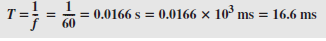 T = 1/f = 1/60 = 0.0166 s = 0.0166 × 10³ ms = 16.6 ms